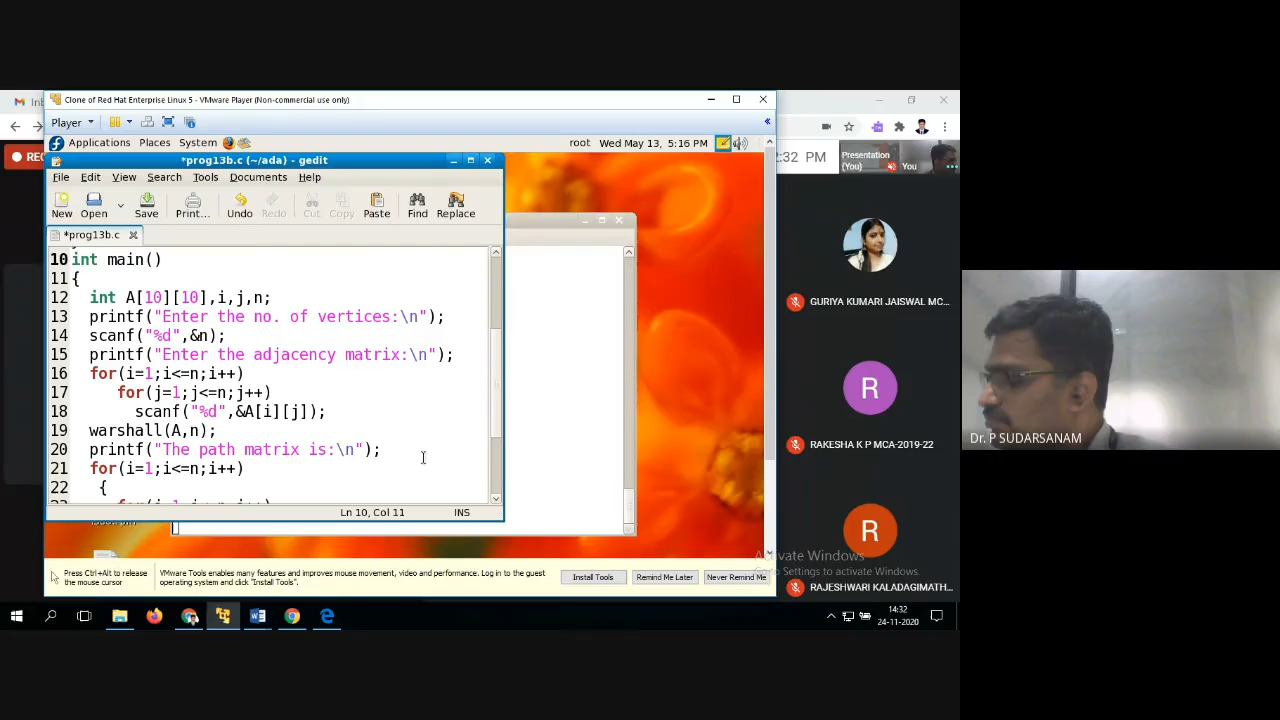 Clone of Red Hat Enterprise Linux 5 - VMware Player (Non-commercial use only)
Player
Applications Places System root Wed May 13, 5:16 PM
*prog13b.c (~/ada) - gedit
File Edit View Search Tools Documents Help
New Open Save Print... Undo Redo Cut Copy Paste Find Replace
*prog13b.c
10 int main()
11 {
12 int A[10][10],i,j,n;
13 printf("Enter the no. of vertices:\n");
14 scanf("%d",&n);
15 printf("Enter the adjacency matrix:\n");
16 for(i=1;i<=n;i++)
17 for(j=1;j<=n;j++)
18 scanf("%d",&A[i][j]);
19 warshall(A,n);
20 printf("The path matrix is:\n");
21 for(i=1;i<=n;i++)
22 {
Ln 10, Col 11 INS
Press Ctrl+Alt to release
the mouse cursor
VMware Tools enables many features and improves mouse movement, video and performance. Log in to the guest
operating system and click "Install Tools".
Install Tools
Remind Me Later
Never Remind Me
2:32 PM
Presentation
(You)
You
GURIYA KUMARI JAISWAL MC...
R
RAKESHA K P MCA-2019-22
R
Activate Windows
Go to Settings to activate Windows.
RAJESHWARI KALADAGIMATH...
14:32
24-11-2020
Dr. P SUDARSANAM